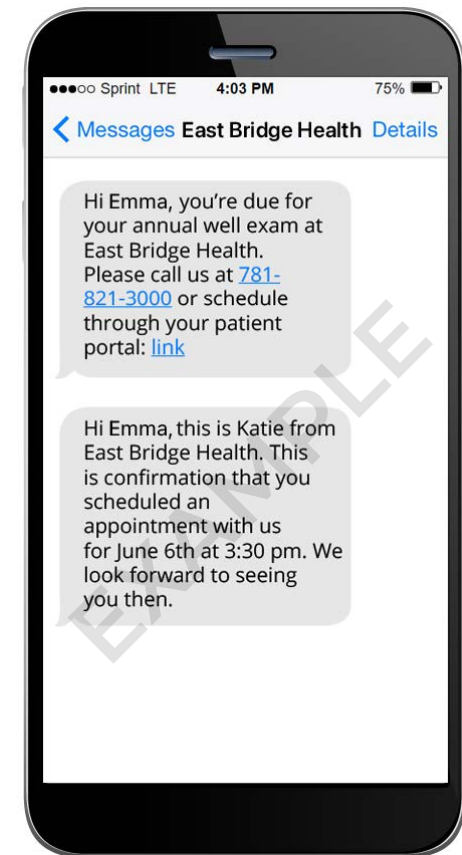 Sprint LTE 4:03 PM 75%
Messages East Bridge Health Details
Hi Emma, you're due for
your annual well exam at
East Bridge Health.
Please call us at 781-
821-3000 or schedule
through your patient
portal: link
Hi Emma, this is Katie from
East Bridge Health. This
is confirmation that you
scheduled an
appointment with us
for June 6th at 3:30 pm. We
look forward to seeing
you then.
EXAMPLE